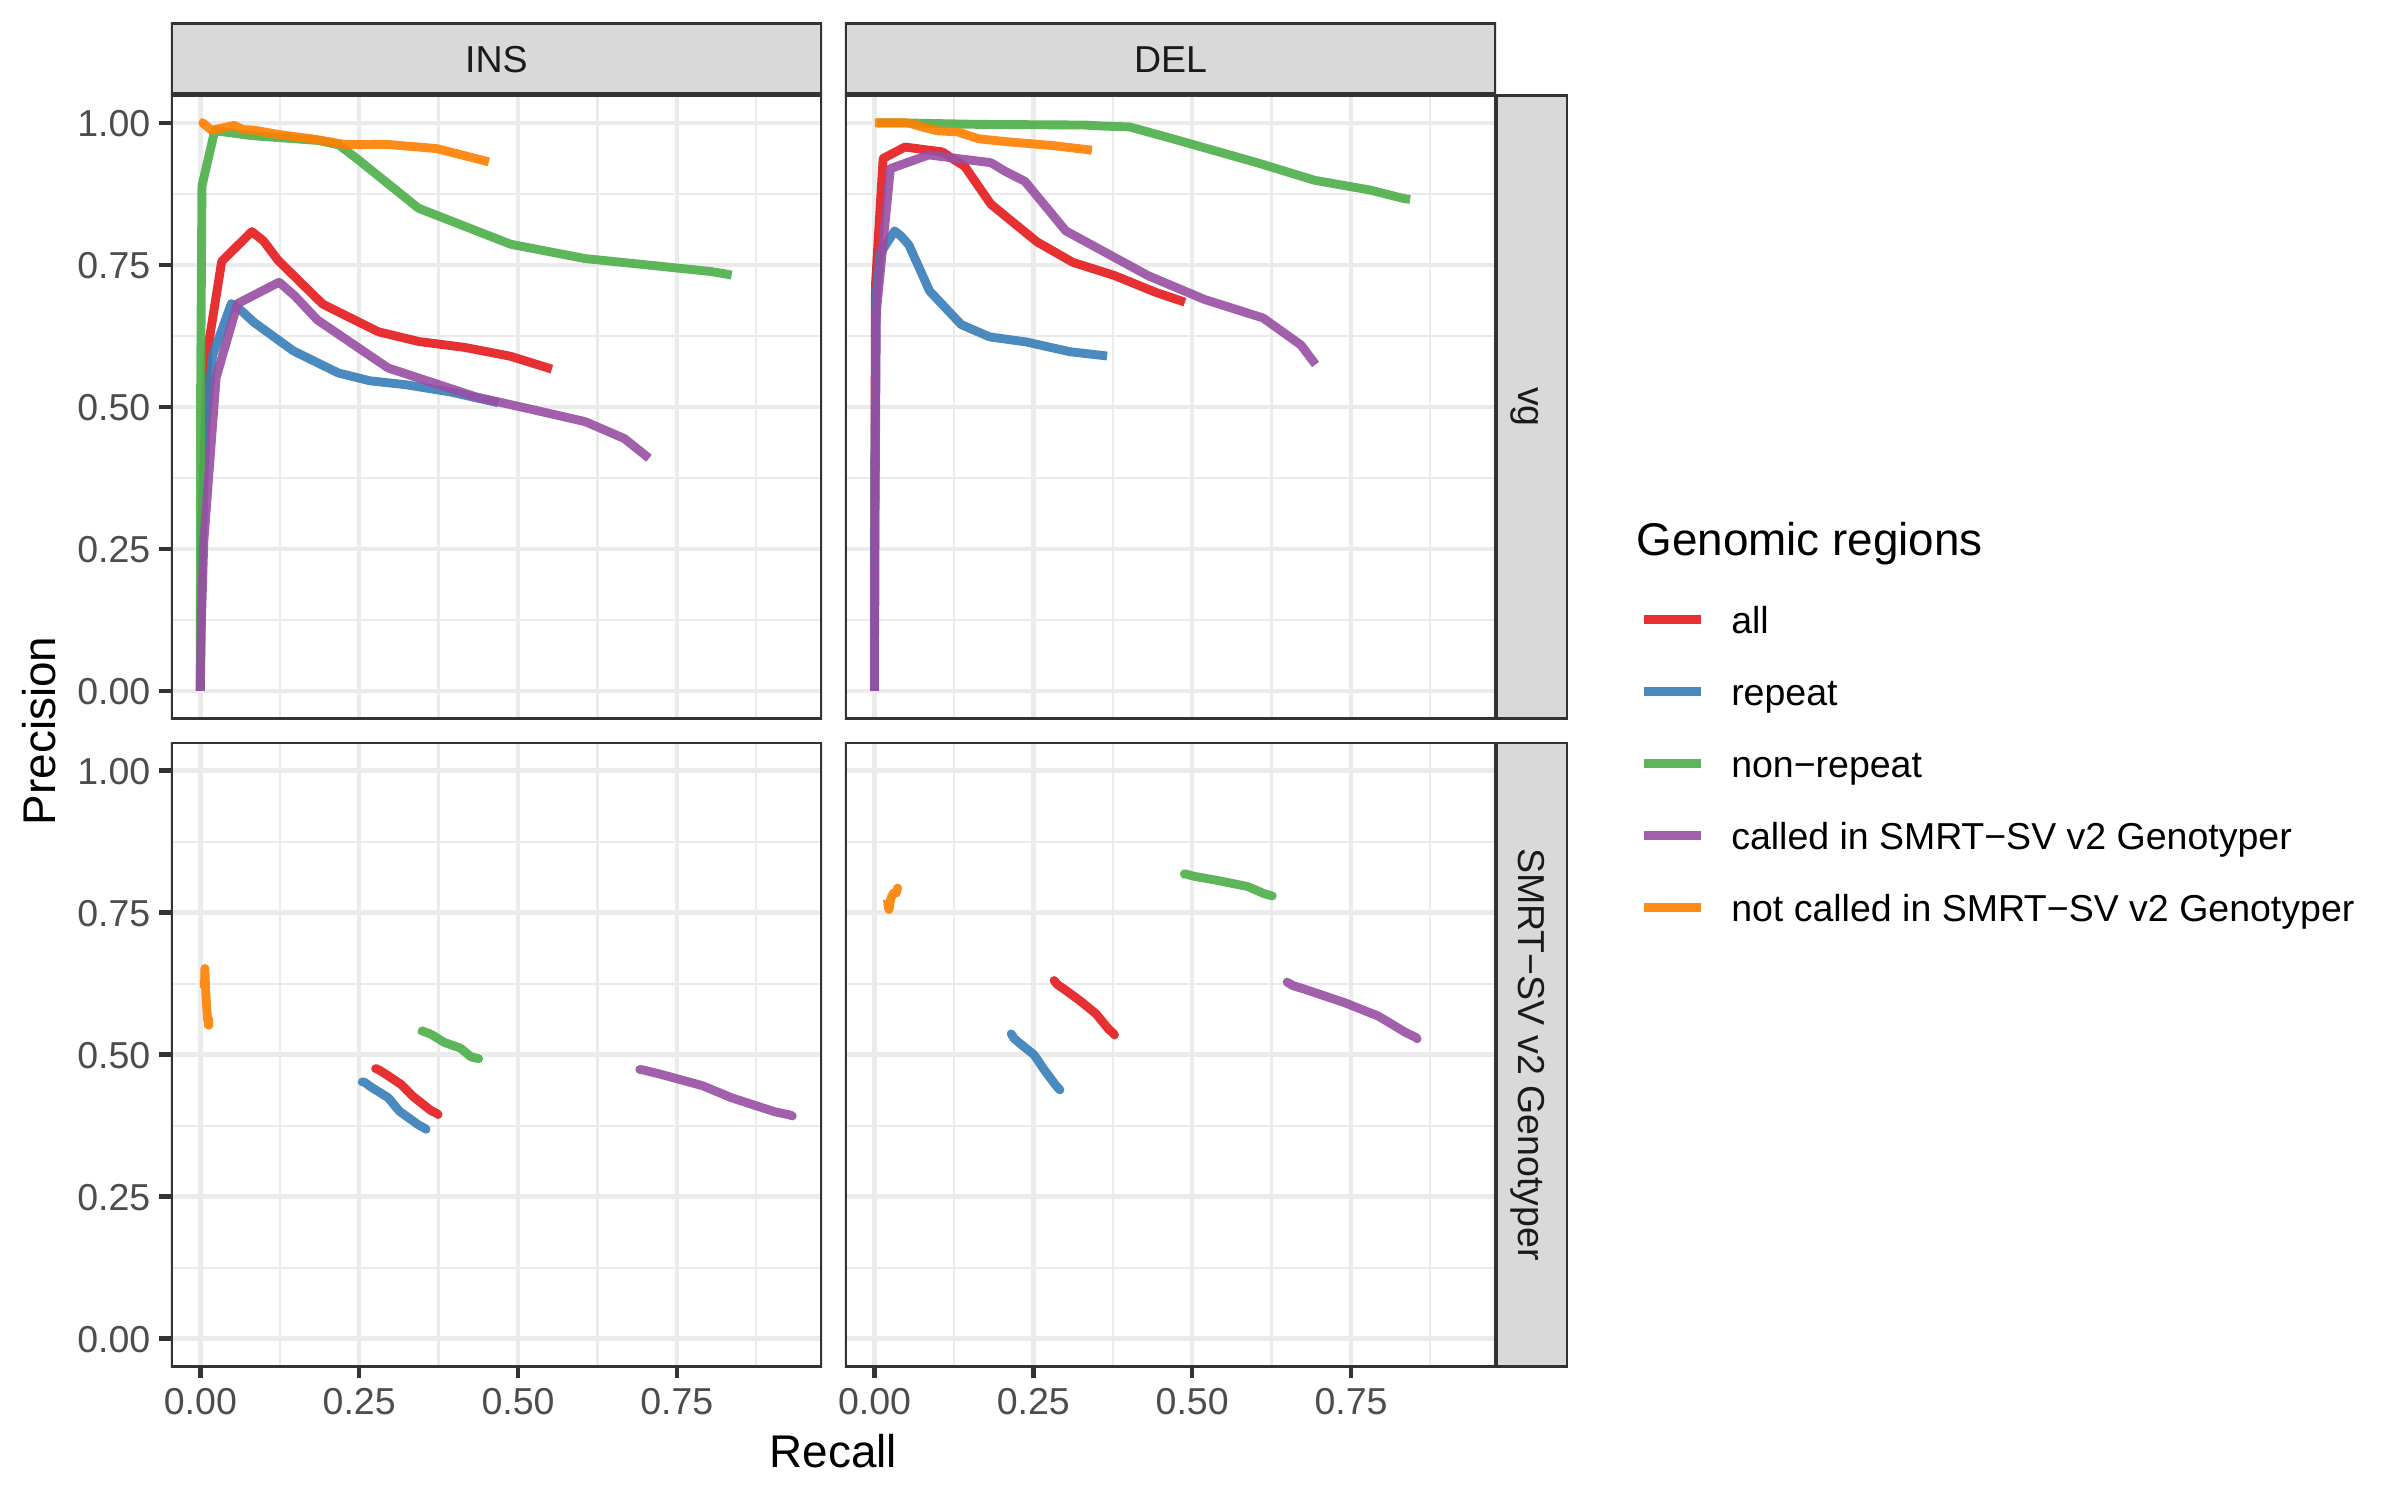 INS
DEL
1.00
0.75
0.50
0.25
0.00
vg
1.00
0.75
0.50
0.25
0.00
SMRT−SV v2 Genotyper
0.00 0.25 0.50 0.75
0.00 0.25 0.50 0.75
Recall
Precision
Genomic regions
all
repeat
non−repeat
called in SMRT−SV v2 Genotyper
not called in SMRT−SV v2 Genotyper